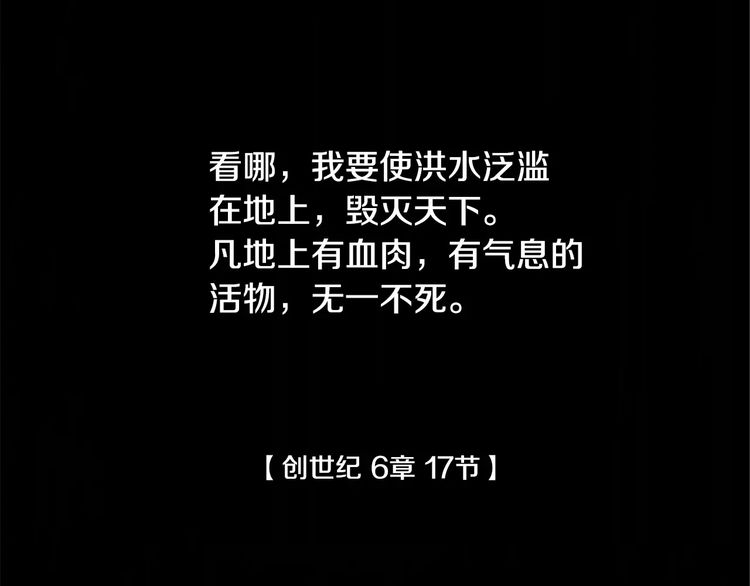 看哪，我要使洪水泛滥
在地上，毁灭天下。
凡地上有血肉，有气息的
活物，无一不死。
【创世纪 6章 17节】